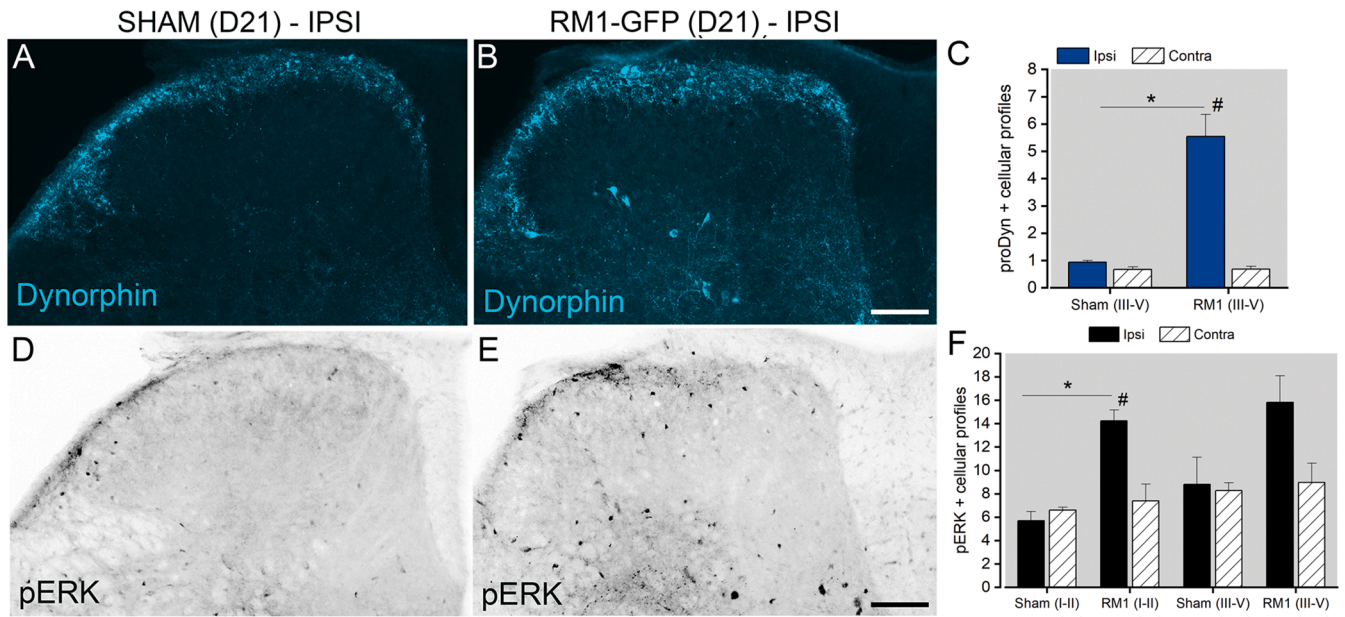 SHAM (D21) - IPSI
RM1-GFP (D21) - IPSI
A
Dynorphin
B
Dynorphin
C
Ipsi Contra
proDyn + cellular profiles
8
7
6
5
4
3
2
1
0
*
#
Sham (III-V) RM1 (III-V)
D
pERK
E
pERK
F
Ipsi Contra
pERK + cellular profiles
20
18
16
14
12
10
8
6
4
2
0
*
#
Sham (I-II) RM1 (I-II) Sham (III-V) RM1 (III-V)